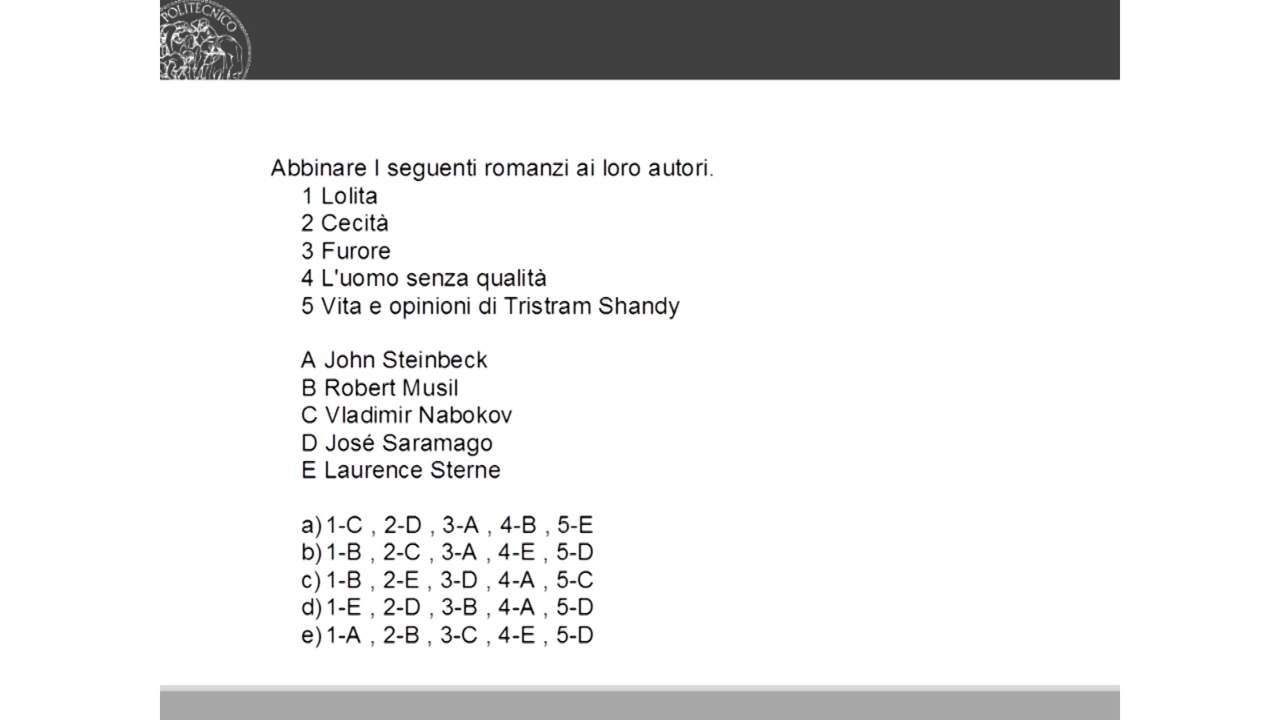 POLITECNICO
Abbinare I seguenti romanzi ai loro autori.
1 Lolita
2 Cecità
3 Furore
4 L'uomo senza qualità
5 Vita e opinioni di Tristram Shandy
A John Steinbeck
B Robert Musil
C Vladimir Nabokov
D José Saramago
E Laurence Sterne
a) 1-C , 2-D , 3-A , 4-B , 5-E
b) 1-B , 2-C , 3-A , 4-E , 5-D
c) 1-B , 2-E , 3-D , 4-A , 5-C
d) 1-E , 2-D , 3-B , 4-A , 5-D
e) 1-A , 2-B , 3-C , 4-E , 5-D